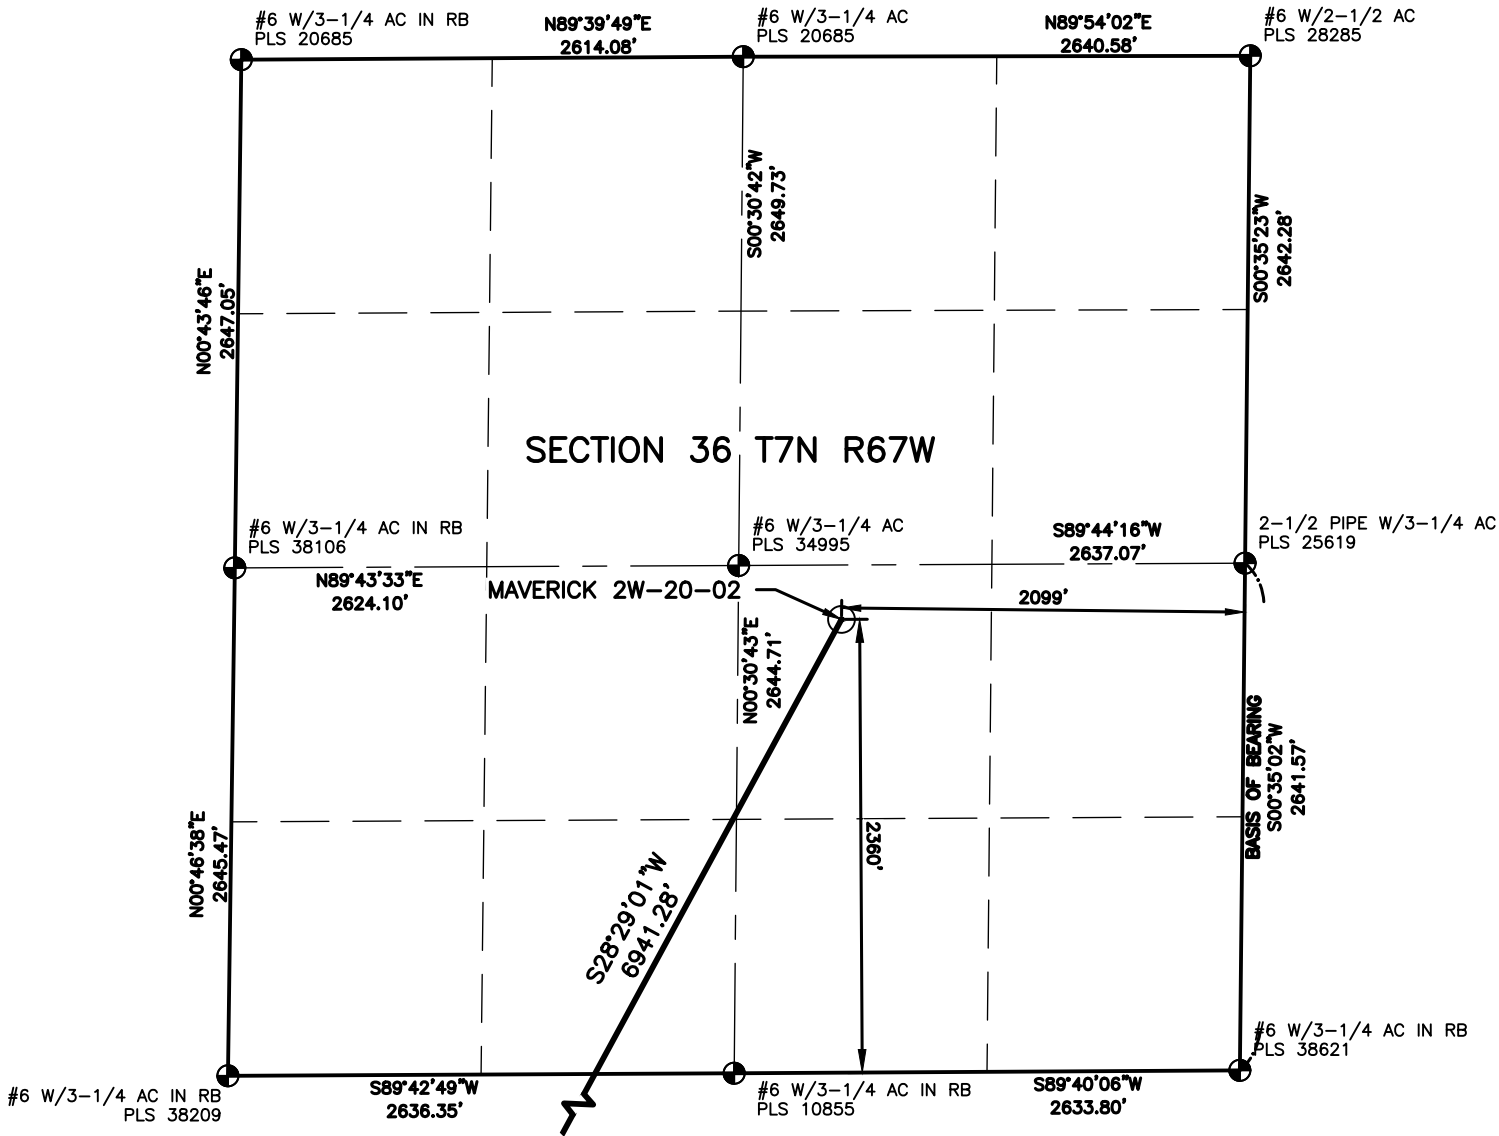 #6 W/3-1/4 AC IN RB
PLS 20685
N89°39'49"E
2614.08'
#6 W/3-1/4 AC
PLS 20685
N89°54'02"E
2640.58'
#6 W/2-1/2 AC
PLS 28285
S00°30'42"W
2649.73'
S00°35'23"W
2642.28'
N00°43'46"E
2647.05'
SECTION 36 T7N R67W
#6 W/3-1/4 AC IN RB
PLS 38106
N89°43'33"E
2624.10'
#6 W/3-1/4 AC
PLS 34995
S89°44'16"W
2637.07'
2-1/2 PIPE W/3-1/4 AC
PLS 25619
MAVERICK 2W-20-02
2099'
N00°30'43"E
2644.71'
BASIS OF BEARING
S00°35'02"W
2641.57'
N00°46'38"E
2645.47'
2360'
S28°29'01"W
6941.28'
#6 W/3-1/4 AC IN RB
PLS 38209
S89°42'49"W
2636.35'
#6 W/3-1/4 AC IN RB
PLS 10855
S89°40'06"W
2633.80'
#6 W/3-1/4 AC IN RB
PLS 38621